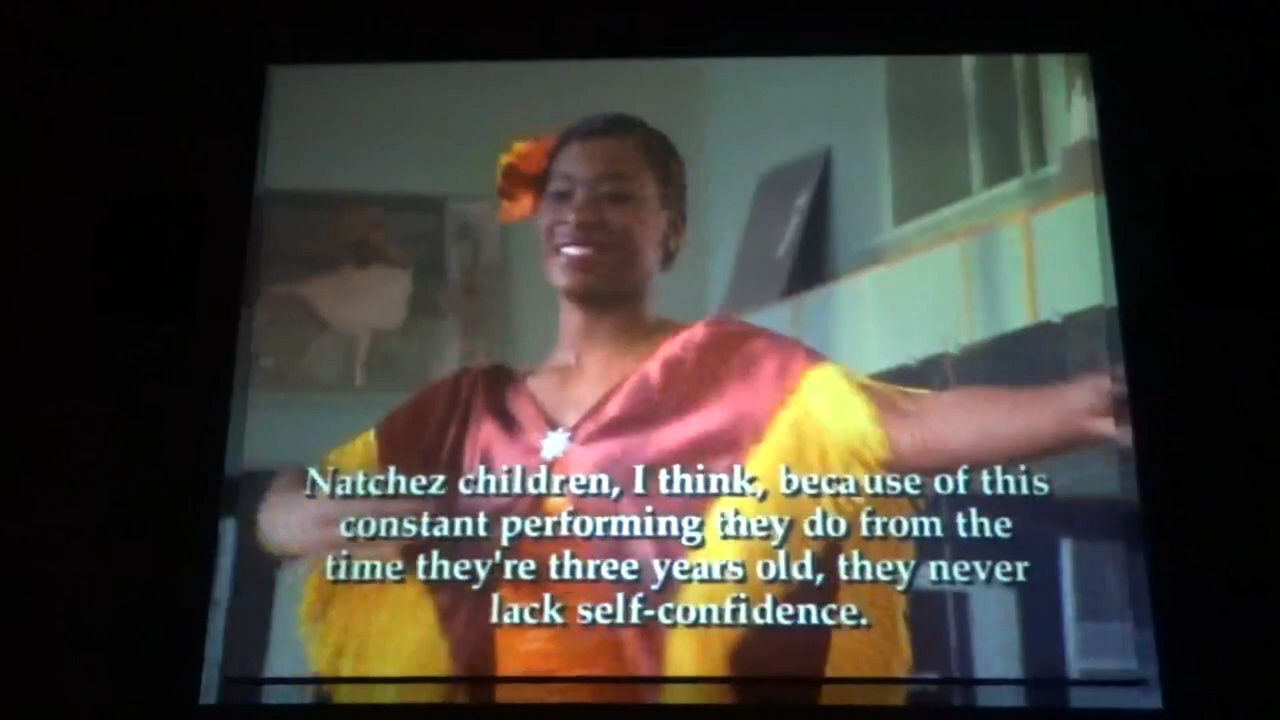 Natchez children, I think, because of this
constant performing they do from the
time they're three years old, they never
lack self-confidence.